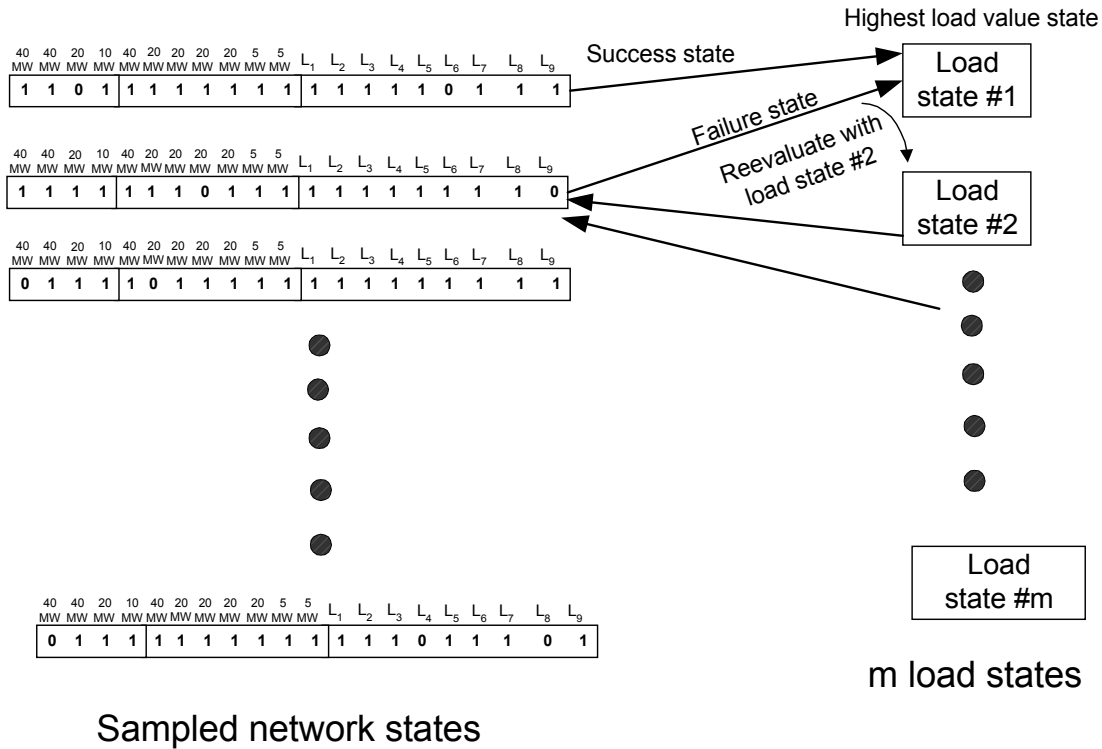 Highest load value state
Success state
Load
state #1
Failure state
Reevaluate with
load state #2
Load
state #2
40 40 20 10 40 20 20 20 20 5 5
MW MW MW MW MW MW MW MW MW MW MW L1 L2 L3 L4 L5 L6 L7 L8 L9
1 1 0 1 1 1 1 1 1 1 1 1 1 1 1 1 0 1 1 1
40 40 20 10 40 20 20 20 20 5 5
MW MW MW MW MW MW MW MW MW MW MW L1 L2 L3 L4 L5 L6 L7 L8 L9
1 1 1 1 1 1 1 0 1 1 1 1 1 1 1 1 1 1 1 0
40 40 20 10 40 20 20 20 20 5 5
MW MW MW MW MW MW MW MW MW MW MW L1 L2 L3 L4 L5 L6 L7 L8 L9
0 1 1 1 1 0 1 1 1 1 1 1 1 1 1 1 1 1 1 1
40 40 20 10 40 20 20 20 20 5 5
MW MW MW MW MW MW MW MW MW MW MW L1 L2 L3 L4 L5 L6 L7 L8 L9
0 1 1 1 1 1 1 1 1 1 1 1 1 1 0 1 1 1 0 1
Load
state #m
m load states
Sampled network states